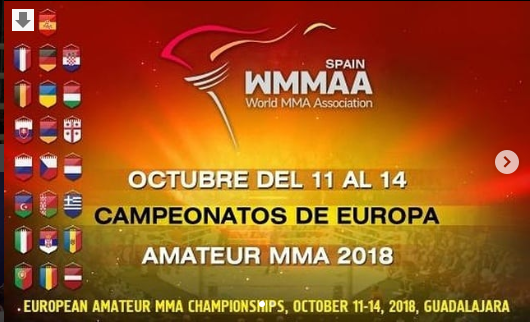 SPAIN
WMMAA
World MMA Association
OCTUBRE DEL 11 AL 14
CAMPEONATOS DE EUROPA
AMATEUR MMA 2018
EUROPEAN AMATEUR MMA CHAMPIONSHIPS, OCTOBER 11-14, 2018, GUADALAJARA